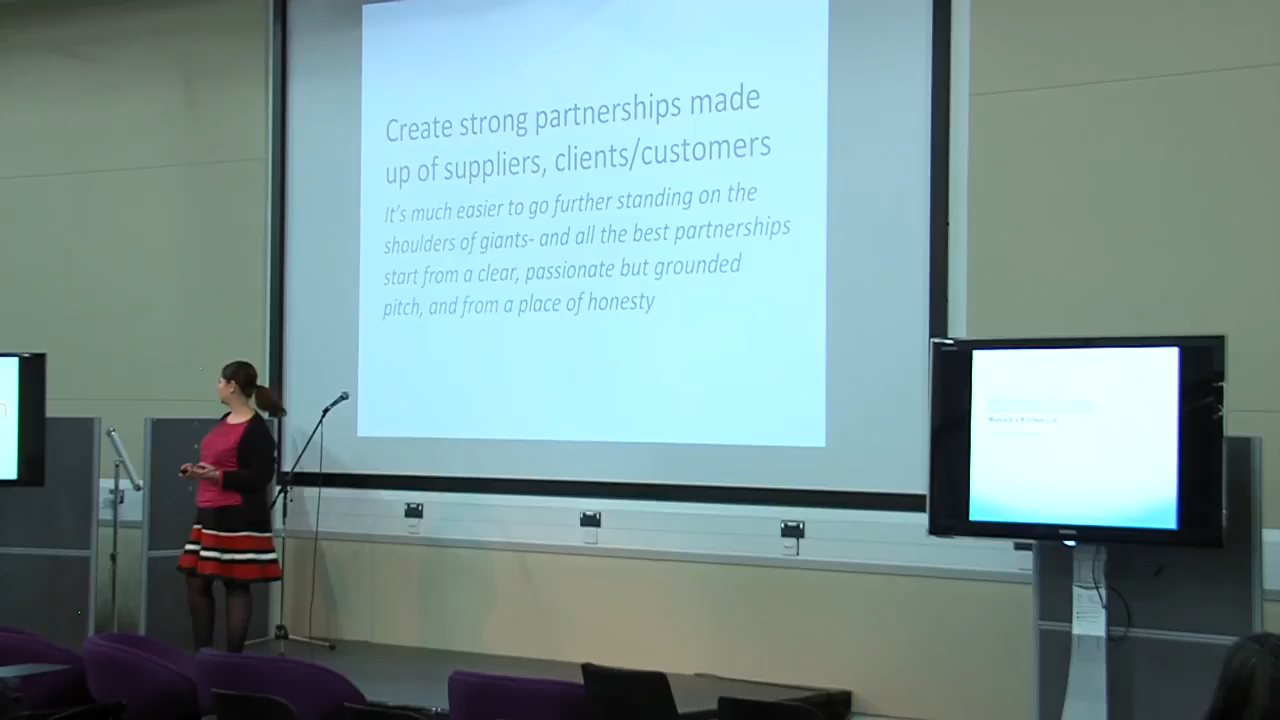 Create strong partnerships made
up of suppliers, clients/customers
It's much easier to go further standing on the
shoulders of giants- and all the best partnerships
start from a clear, passionate but grounded
pitch, and from a place of honesty